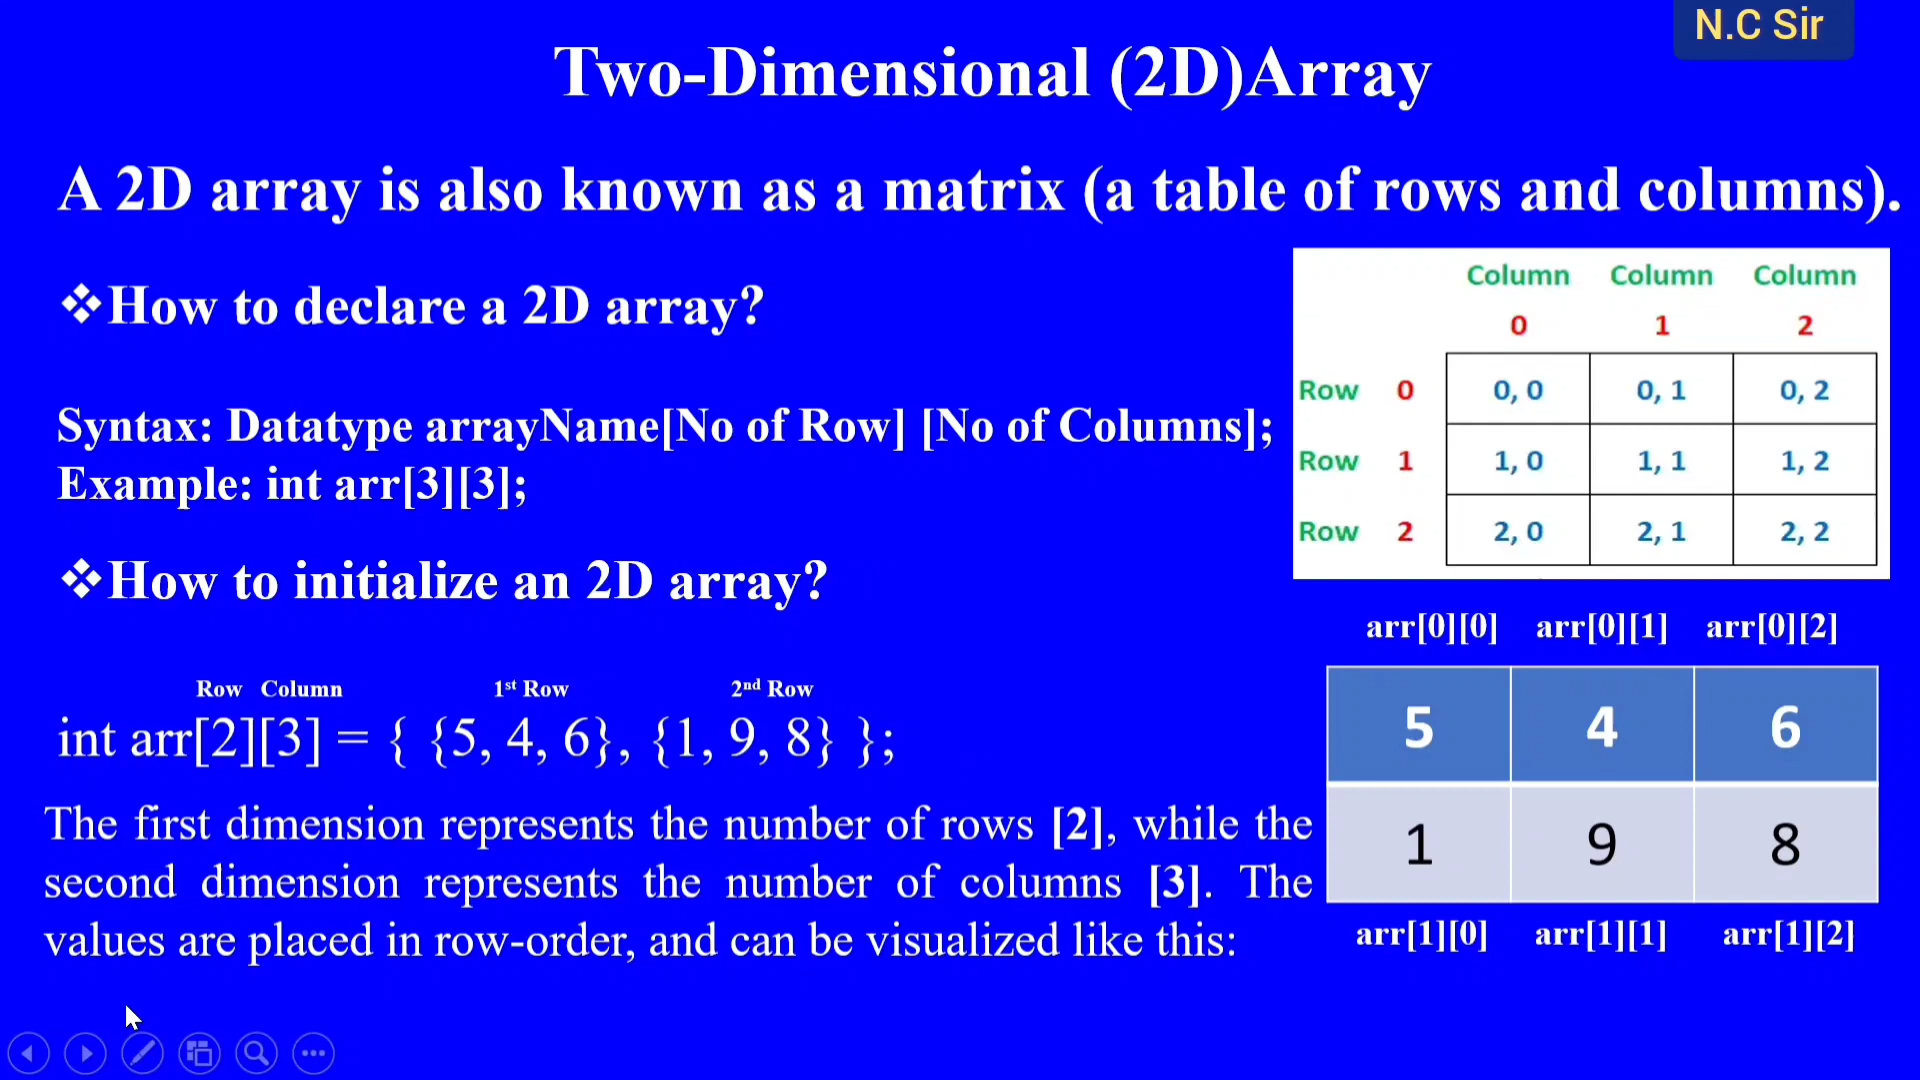 N.C Sir
Two-Dimensional (2D)Array
A 2D array is also known as a matrix (a table of rows and columns).
❖How to declare a 2D array?
Syntax: Datatype arrayName[No of Row] [No of Columns];
Example: int arr[3][3];
Column Column Column
0 1 2
Row 0 0, 0 0, 1 0, 2
Row 1 1, 0 1, 1 1, 2
Row 2 2, 0 2, 1 2, 2
❖How to initialize an 2D array?
Row Column 1st Row 2nd Row
int arr[2][3] = { {5, 4, 6}, {1, 9, 8} };
The first dimension represents the number of rows [2], while the
second dimension represents the number of columns [3]. The
values are placed in row-order, and can be visualized like this:
arr[0][0] arr[0][1] arr[0][2]
5 4 6
1 9 8
arr[1][0] arr[1][1] arr[1][2]